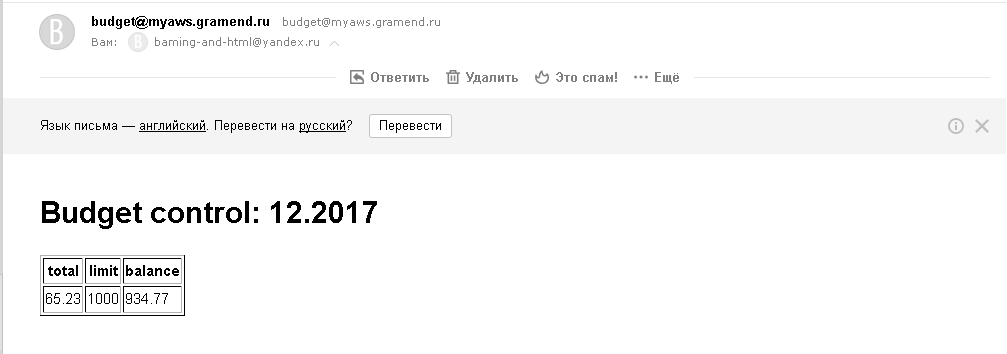 B budget@myaws.gramend.ru budget@myaws.gramend.ru
Вам: B baming-and-html@yandex.ru
Ответить Удалить Это спам! Ещё
Язык письма — английский. Перевести на русский? Перевести
Budget control: 12.2017
total limit balance
65.23 1000 934.77